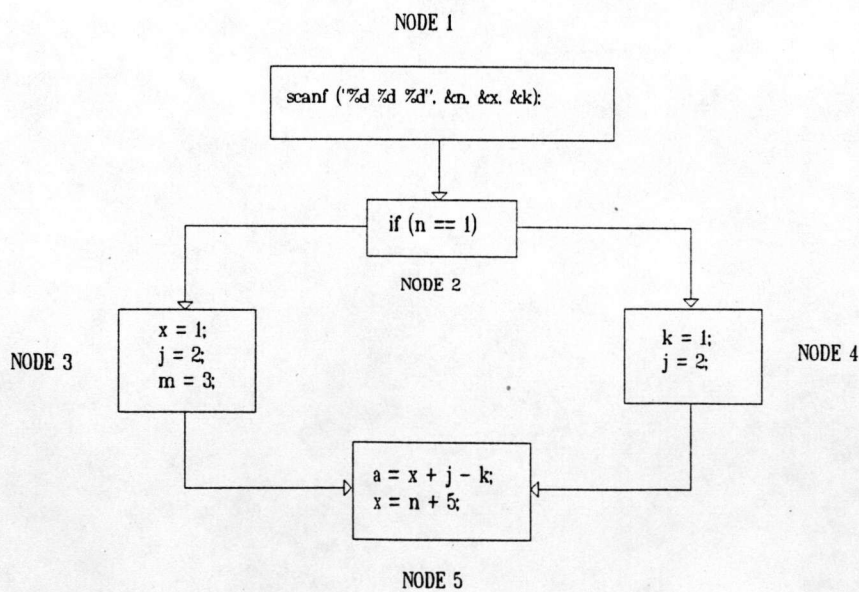 NODE 1
scanf ("%d %d %d", &n, &x, &k);
if (n == 1)
NODE 2
x = 1;
j = 2;
m = 3;
NODE 3
k = 1;
j = 2;
NODE 4
a = x + j - k;
x = n + 5;
NODE 5